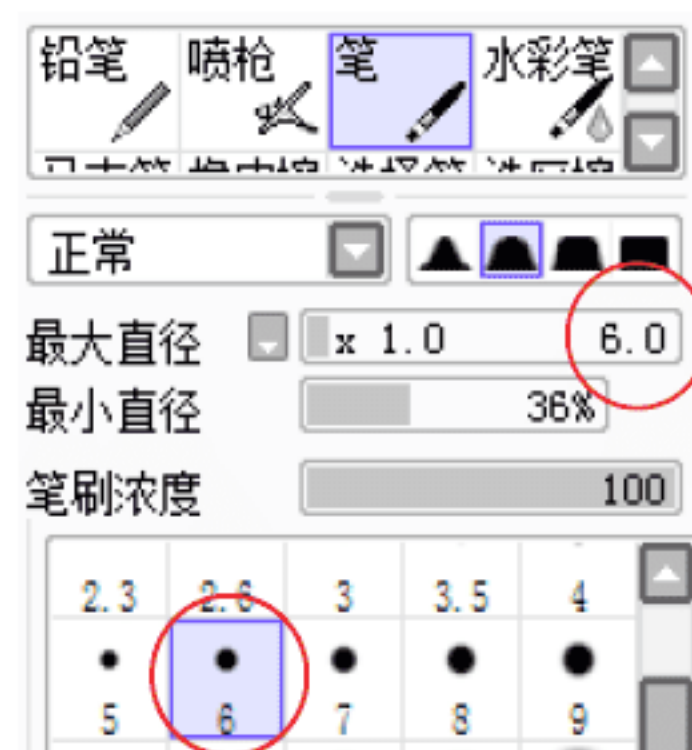 铅笔 喷枪 笔 水彩笔
正常
最大直径 x 1.0 6.0
最小直径 36%
笔刷浓度 100
2.3 2.6 3 3.5 4
5 6 7 8 9